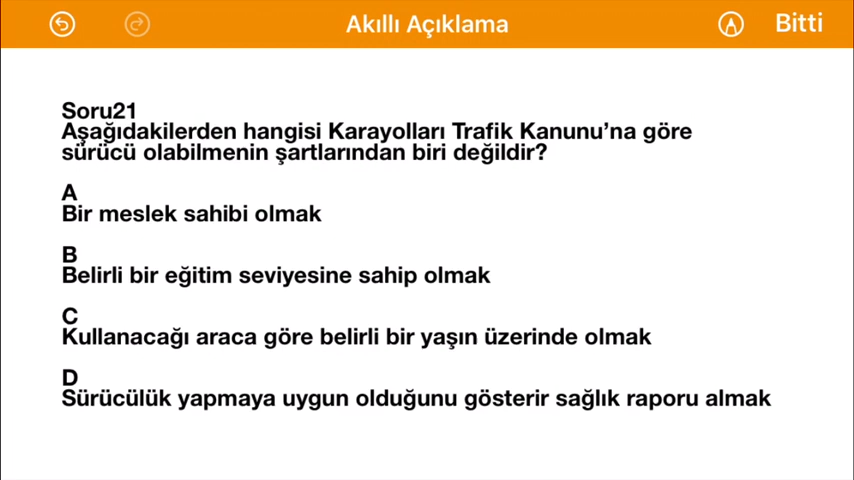 Akıllı Açıklama
Bitti
Soru21
Aşağıdakilerden hangisi Karayolları Trafik Kanunu’na göre
sürücü olabilmenin şartlarından biri değildir?
A
Bir meslek sahibi olmak
B
Belirli bir eğitim seviyesine sahip olmak
C
Kullanacağı araca göre belirli bir yaşın üzerinde olmak
D
Sürücülük yapmaya uygun olduğunu gösterir sağlık raporu almak